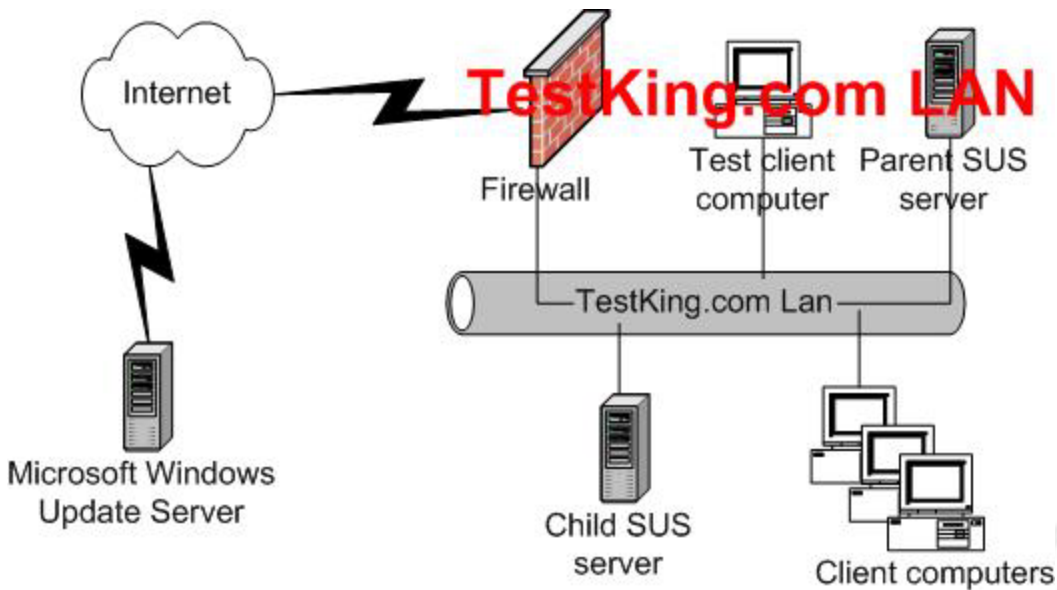 TestKing.com LAN
Internet
Firewall
Test client
computer
Parent SUS
server
TestKing.com Lan
Microsoft Windows
Update Server
Child SUS
server
Client computers